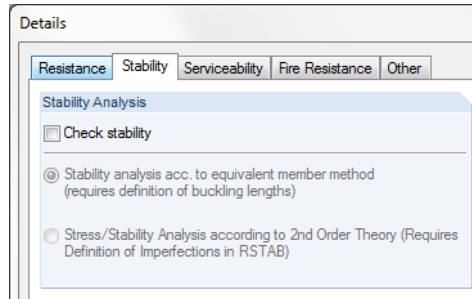 Details
Resistance Stability Serviceability Fire Resistance Other
Stability Analysis
Check stability
Stability analysis acc. to equivalent member method
(requires definition of buckling lengths)
Stress/Stability Analysis according to 2nd Order Theory (Requires
Definition of Imperfections in RSTAB)